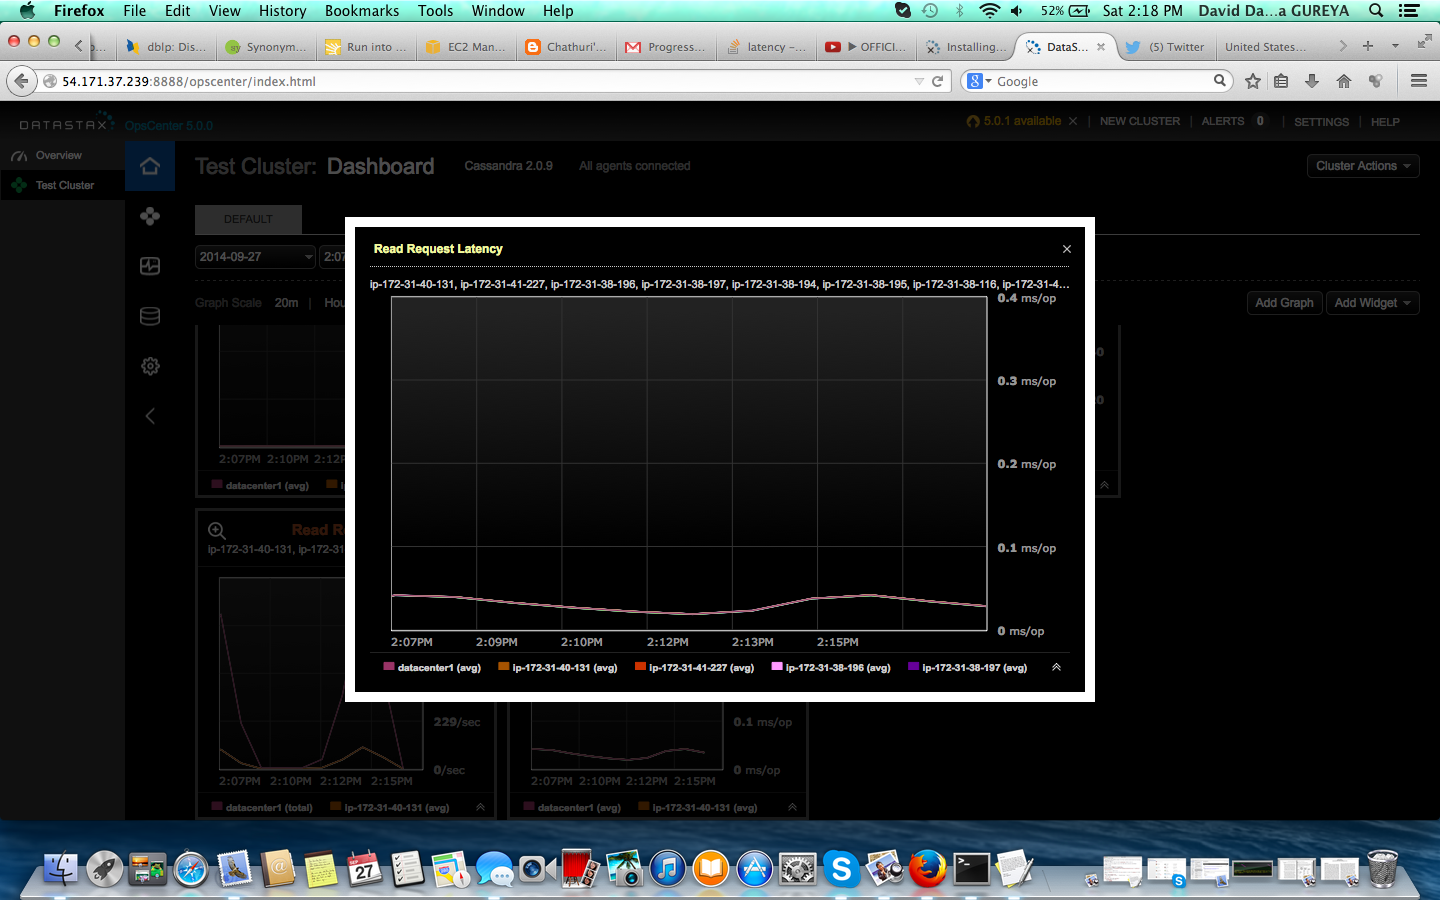 Firefox File Edit View History Bookmarks Tools Window Help 52% Sat 2:18 PM David Da...a GUREYA
dblp: Dis... Synonym... Run into ... EC2 Man... Chathuri'... Progress... latency -... ▶ OFFICI... Installing... DataS... (5) Twitter United States...
54.171.37.239:8888/opscenter/index.html Google
DATASTAX OpsCenter 5.0.0 5.0.1 available NEW CLUSTER ALERTS 0 SETTINGS HELP
Overview
Test Cluster
Test Cluster: Dashboard Cassandra 2.0.9 All agents connected Cluster Actions
DEFAULT
2014-09-27 2:0
Graph Scale 20m Hou Add Graph Add Widget
Read Request Latency
ip-172-31-40-131, ip-172-31-41-227, ip-172-31-38-196, ip-172-31-38-197, ip-172-31-38-194, ip-172-31-38-195, ip-172-31-38-116, ip-172-31-4...
0.4 ms/op
0.3 ms/op
0.2 ms/op
0.1 ms/op
0 ms/op
2:07PM 2:09PM 2:10PM 2:12PM 2:13PM 2:15PM
datacenter1 (avg) ip-172-31-40-131 (avg) ip-172-31-41-227 (avg) ip-172-31-38-196 (avg) ip-172-31-38-197 (avg)
2:07PM 2:10PM 2:12P
datacenter1 (avg)
Read R
ip-172-31-40-131, ip-172-31
229/sec
0/sec
2:07PM 2:10PM 2:12PM 2:15PM
datacenter1 (total) ip-172-31-40-131 (avg)
0.1 ms/op
0 ms/op
2:07PM 2:10PM 2:12PM 2:15PM
datacenter1 (avg) ip-172-31-40-131 (avg)
SEP
27